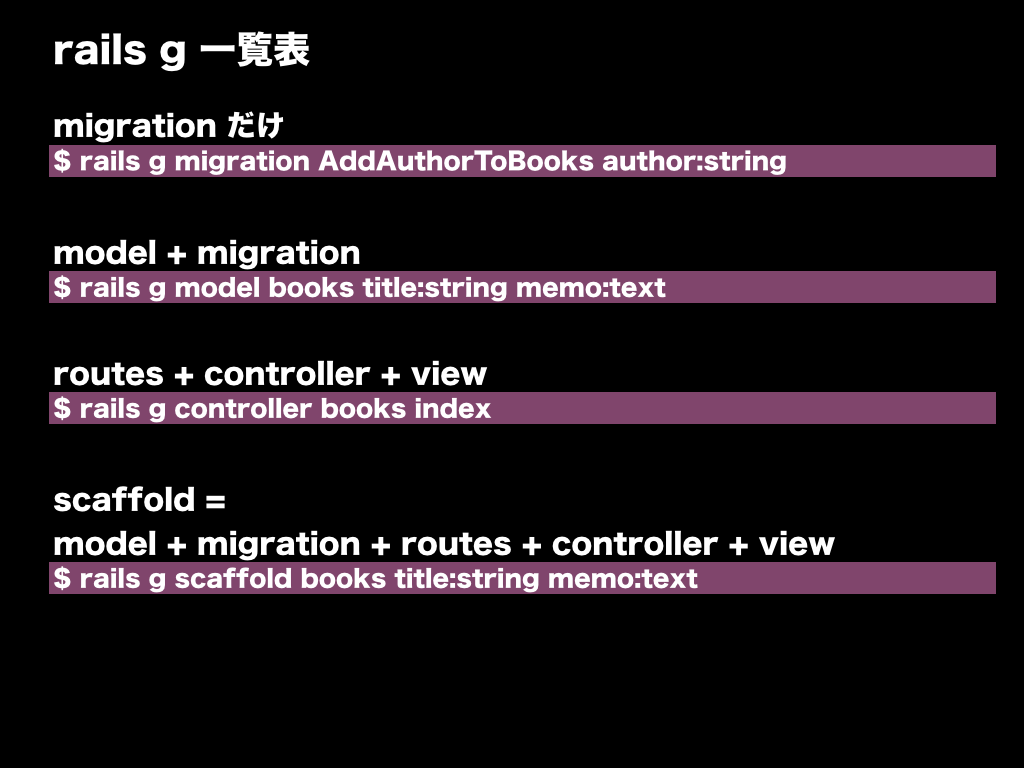 rails g 一覧表
migration だけ
$ rails g migration AddAuthorToBooks author:string
model + migration
$ rails g model books title:string memo:text
routes + controller + view
$ rails g controller books index
scaffold =
model + migration + routes + controller + view
$ rails g scaffold books title:string memo:text